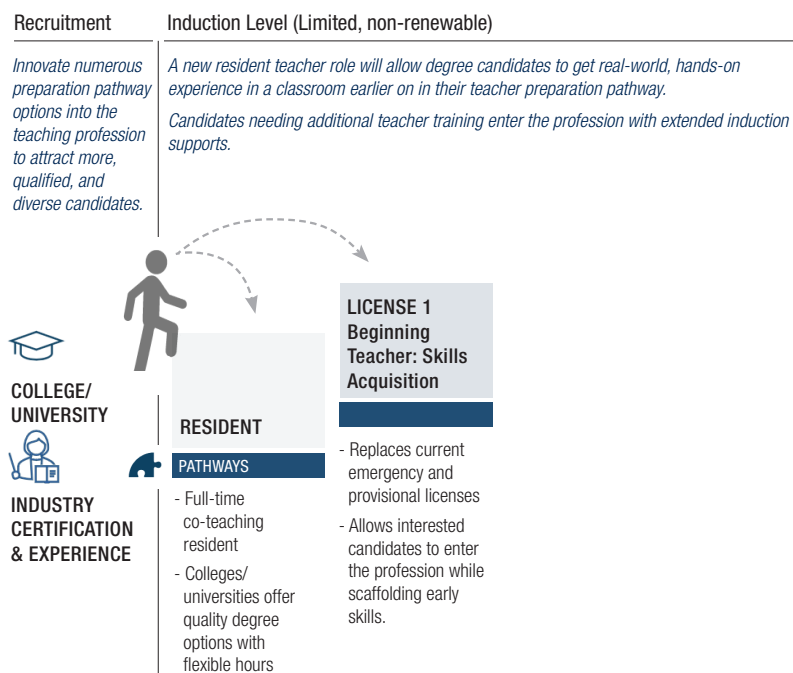 Recruitment
Innovate numerous
preparation pathway
options into the
teaching profession
to attract more,
qualified, and
diverse candidates.
Induction Level (Limited, non-renewable)
A new resident teacher role will allow degree candidates to get real-world, hands-on
experience in a classroom earlier on in their teacher preparation pathway.
Candidates needing additional teacher training enter the profession with extended induction
supports.
COLLEGE/
UNIVERSITY
INDUSTRY
CERTIFICATION
& EXPERIENCE
RESIDENT
PATHWAYS
- Full-time
co-teaching
resident
- Colleges/
universities offer
quality degree
options with
flexible hours
LICENSE 1
Beginning
Teacher: Skills
Acquisition
- Replaces current
emergency and
provisional licenses
- Allows interested
candidates to enter
the profession while
scaffolding early
skills.